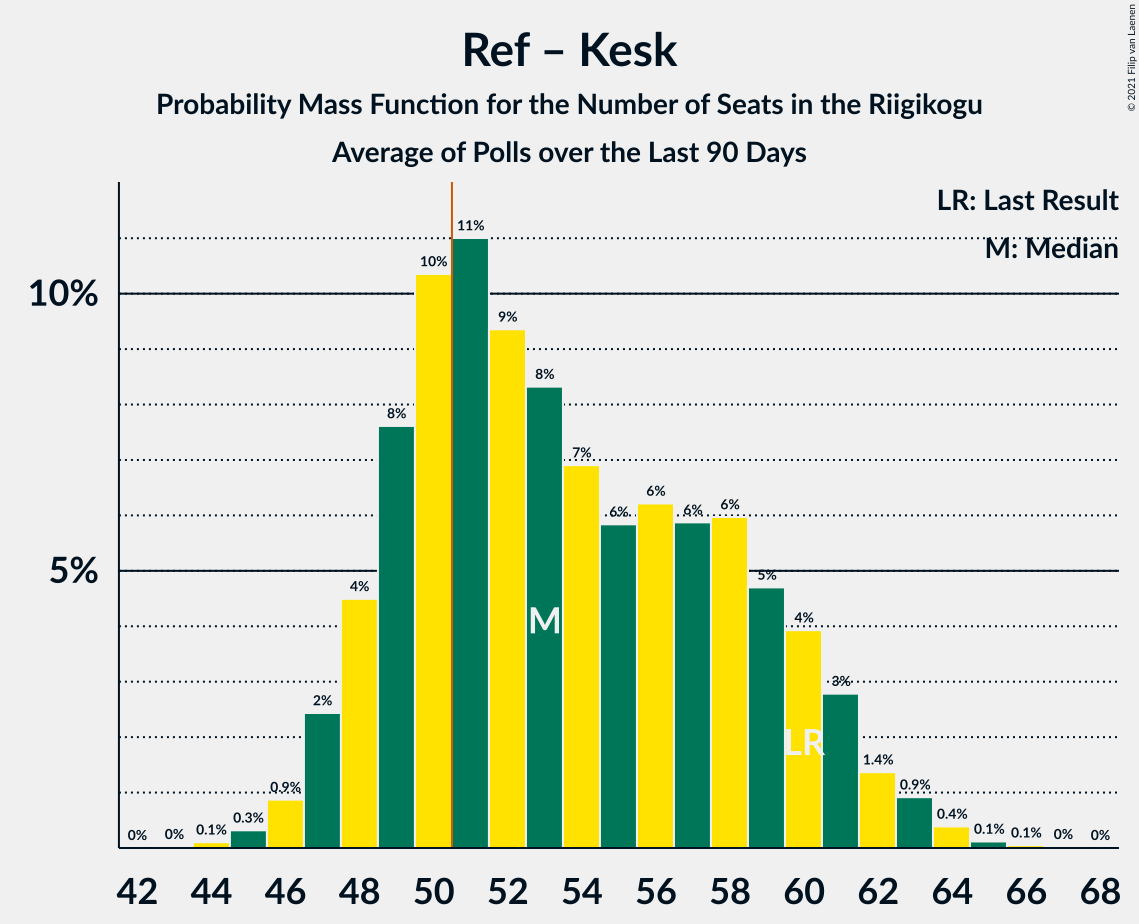 Ref – Kesk
Probability Mass Function for the Number of Seats in the Riigikogu
Average of Polls over the Last 90 Days
© 2021 Filip van Laenen
LR: Last Result
M: Median
10%
5%
0% 0% 0.1% 0.3% 0.9% 2% 4% 8% 10% 11% 9% 8% 7% 6% 6% 6% 6% 5% 4% 3% 1.4% 0.9% 0.4% 0.1% 0.1% 0% 0%
M
LR
42 44 46 48 50 52 54 56 58 60 62 64 66 68